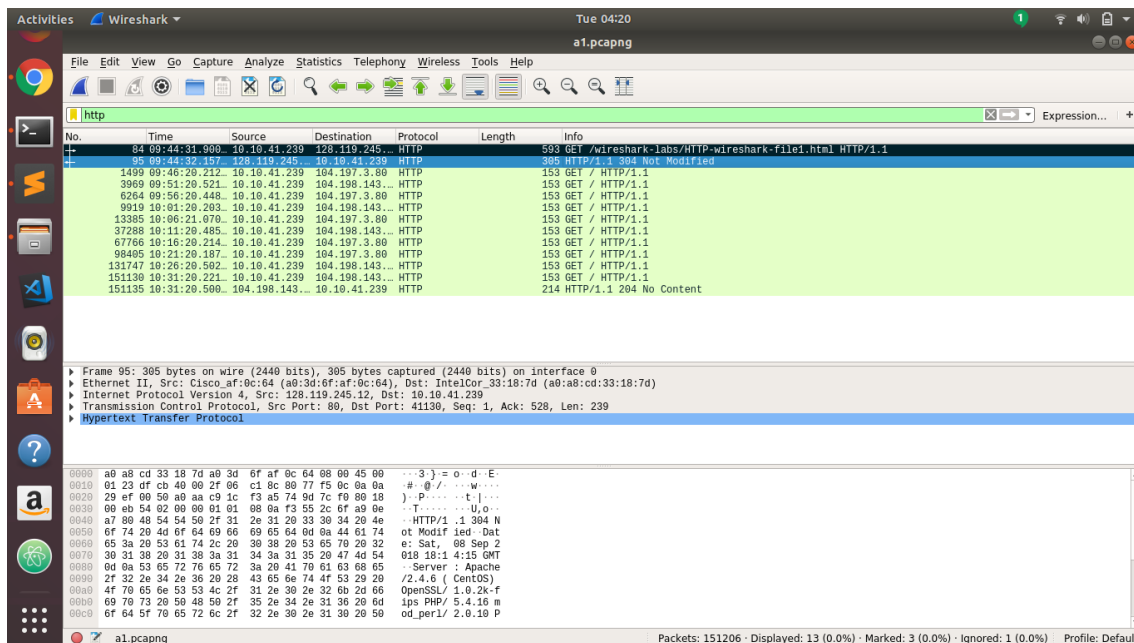 Activities Wireshark Tue 04:20 1
a1.pcapng
File Edit View Go Capture Analyze Statistics Telephony Wireless Tools Help
http Expression... +
No. Time Source Destination Protocol Length Info
84 09:44:31.900… 10.10.41.239 128.119.245.… HTTP 593 GET /wireshark-labs/HTTP-wireshark-file1.html HTTP/1.1
95 09:44:32.157… 128.119.245.… 10.10.41.239 HTTP 305 HTTP/1.1 304 Not Modified
1499 09:46:20.212… 10.10.41.239 104.197.3.80 HTTP 153 GET / HTTP/1.1
3969 09:51:20.521… 10.10.41.239 104.198.143.… HTTP 153 GET / HTTP/1.1
6264 09:56:20.448… 10.10.41.239 104.198.143.… HTTP 153 GET / HTTP/1.1
9919 10:01:20.203… 10.10.41.239 104.198.143.… HTTP 153 GET / HTTP/1.1
13385 10:06:21.070… 10.10.41.239 104.197.3.80 HTTP 153 GET / HTTP/1.1
37288 10:11:20.485… 10.10.41.239 104.198.143.… HTTP 153 GET / HTTP/1.1
67766 10:16:20.214… 10.10.41.239 104.197.3.80 HTTP 153 GET / HTTP/1.1
98405 10:21:20.187… 10.10.41.239 104.197.3.80 HTTP 153 GET / HTTP/1.1
131747 10:26:20.502… 10.10.41.239 104.198.143.… HTTP 153 GET / HTTP/1.1
151130 10:31:20.221… 10.10.41.239 104.198.143.… HTTP 153 GET / HTTP/1.1
151135 10:31:20.500… 104.198.143.… 10.10.41.239 HTTP 214 HTTP/1.1 204 No Content
Frame 95: 305 bytes on wire (2440 bits), 305 bytes captured (2440 bits) on interface 0
Ethernet II, Src: Cisco_af:0c:64 (a0:3d:6f:af:0c:64), Dst: IntelCor_33:18:7d (a0:a8:cd:33:18:7d)
Internet Protocol Version 4, Src: 128.119.245.12, Dst: 10.10.41.239
Transmission Control Protocol, Src Port: 80, Dst Port: 41130, Seq: 1, Ack: 528, Len: 239
Hypertext Transfer Protocol
0000 a0 a8 cd 33 18 7d a0 3d 6f af 0c 64 08 00 45 00 ···3·}·= o··d··E·
0010 01 23 df cb 40 00 2f 06 c1 8c 80 77 f5 0c 0a 0a ·#··@·/· ···w····
0020 29 ef 00 50 a0 aa c9 1c f3 a5 74 9d 7c f0 80 18 )··P···· ··t·|···
0030 00 eb 54 02 00 00 01 01 08 0a f3 55 2c 6f a9 0e ··T····· ···U,o··
0040 a7 80 48 54 54 50 2f 31 2e 31 20 33 30 34 20 4e ··HTTP/1 .1 304 N
0050 6f 74 20 4d 6f 64 69 66 69 65 64 0d 0a 44 61 74 ot Modif ied··Dat
0060 65 3a 20 53 61 74 2c 20 30 38 20 53 65 70 20 32 e: Sat, 08 Sep 2
0070 30 31 38 20 31 38 3a 31 34 3a 31 35 20 47 4d 54 018 18:1 4:15 GMT
0080 0d 0a 53 65 72 76 65 72 3a 20 41 70 61 63 68 65 ··Server : Apache
0090 2f 32 2e 34 2e 36 20 28 43 65 6e 74 4f 53 29 20 /2.4.6 ( CentOS)
00a0 4f 70 65 6e 53 53 4c 2f 31 2e 30 2e 32 6b 2d 66 OpenSSL/ 1.0.2k-f
00b0 69 70 73 20 50 48 50 2f 35 2e 34 2e 31 36 20 6d ips PHP/ 5.4.16 m
00c0 6f 64 5f 70 65 72 6c 2f 32 2e 30 2e 31 30 20 50 od_perl/ 2.0.10 P
a1.pcapng Packets: 151206 · Displayed: 13 (0.0%) · Marked: 3 (0.0%) · Ignored: 1 (0.0%) Profile: Defaul